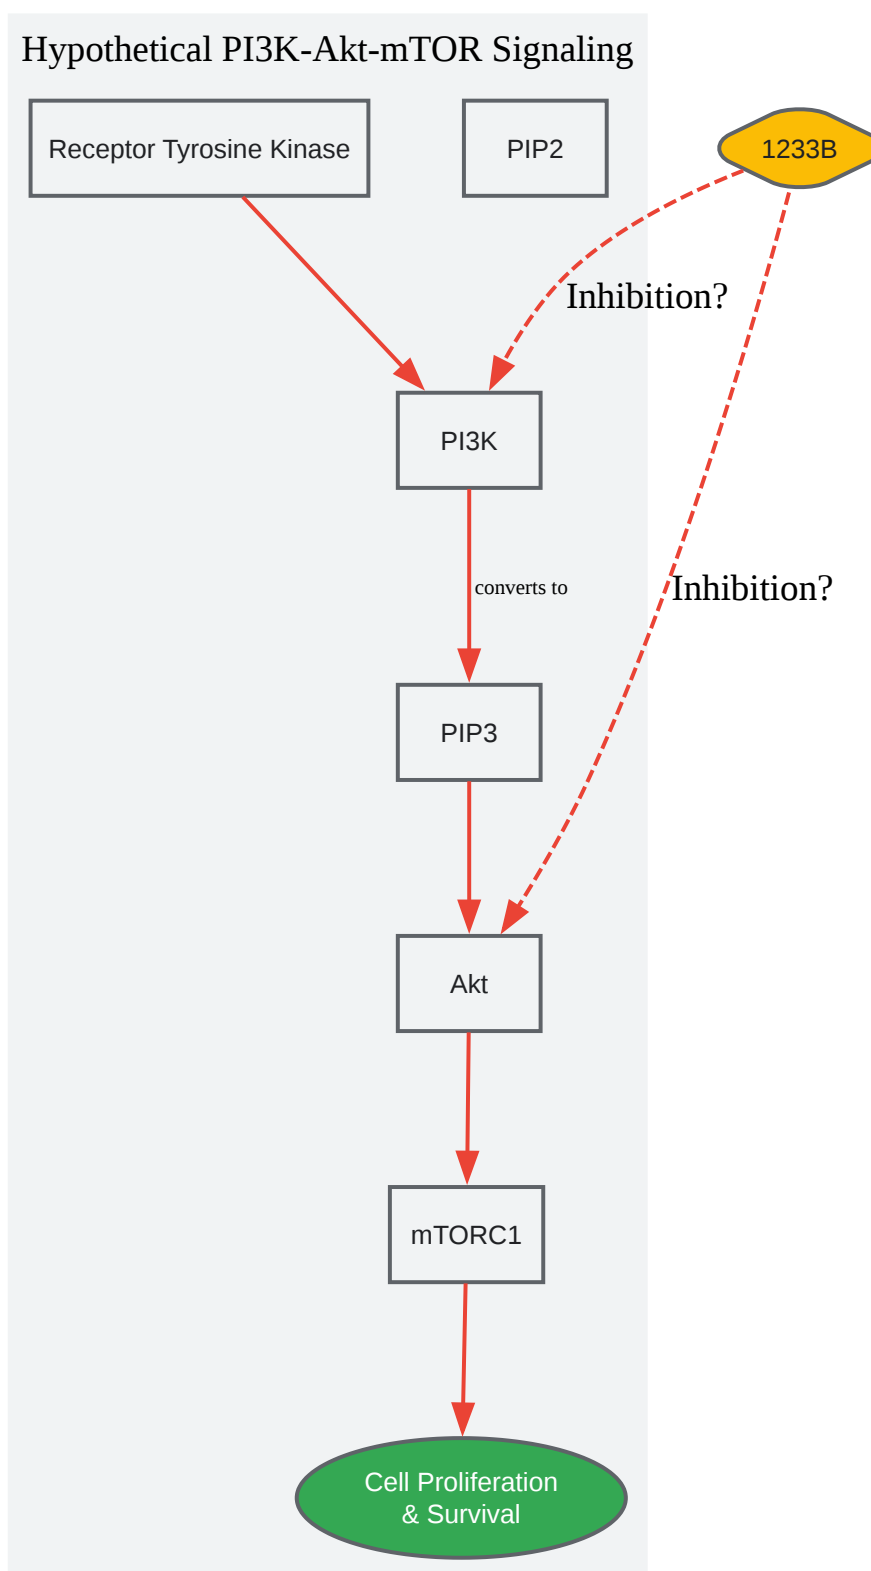 Hypothetical PI3K-Akt-mTOR Signaling
Receptor Tyrosine Kinase
PIP2
1233B
Inhibition?
PI3K
converts to
Inhibition?
PIP3
Akt
mTORC1
Cell Proliferation
& Survival